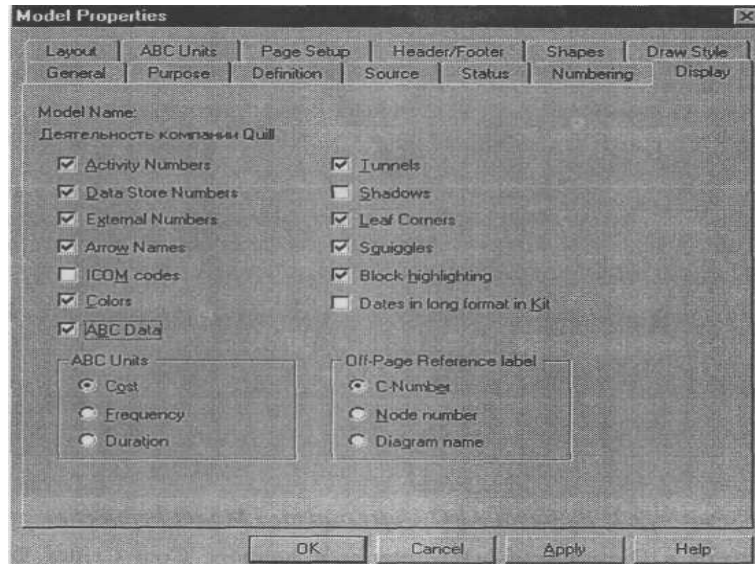 Model Properties
Layout ABC Units Page Setup Header/Footer Shapes Draw Style
General Purpose Definition Source Status Numbering Display
Model Name:
Деятельность компании Quill
Activity Numbers
Data Store Numbers
External Numbers
Arrow Names
ICOM codes
Colors
ABC Data
Tunnels
Shadows
Leaf Corners
Squiggles
Block highlighting
Dates in long format in Kit
ABC Units
Cost
Frequency
Duration
Off-Page Reference label
C-Number
Node number
Diagram name
OK Cancel Apply Help